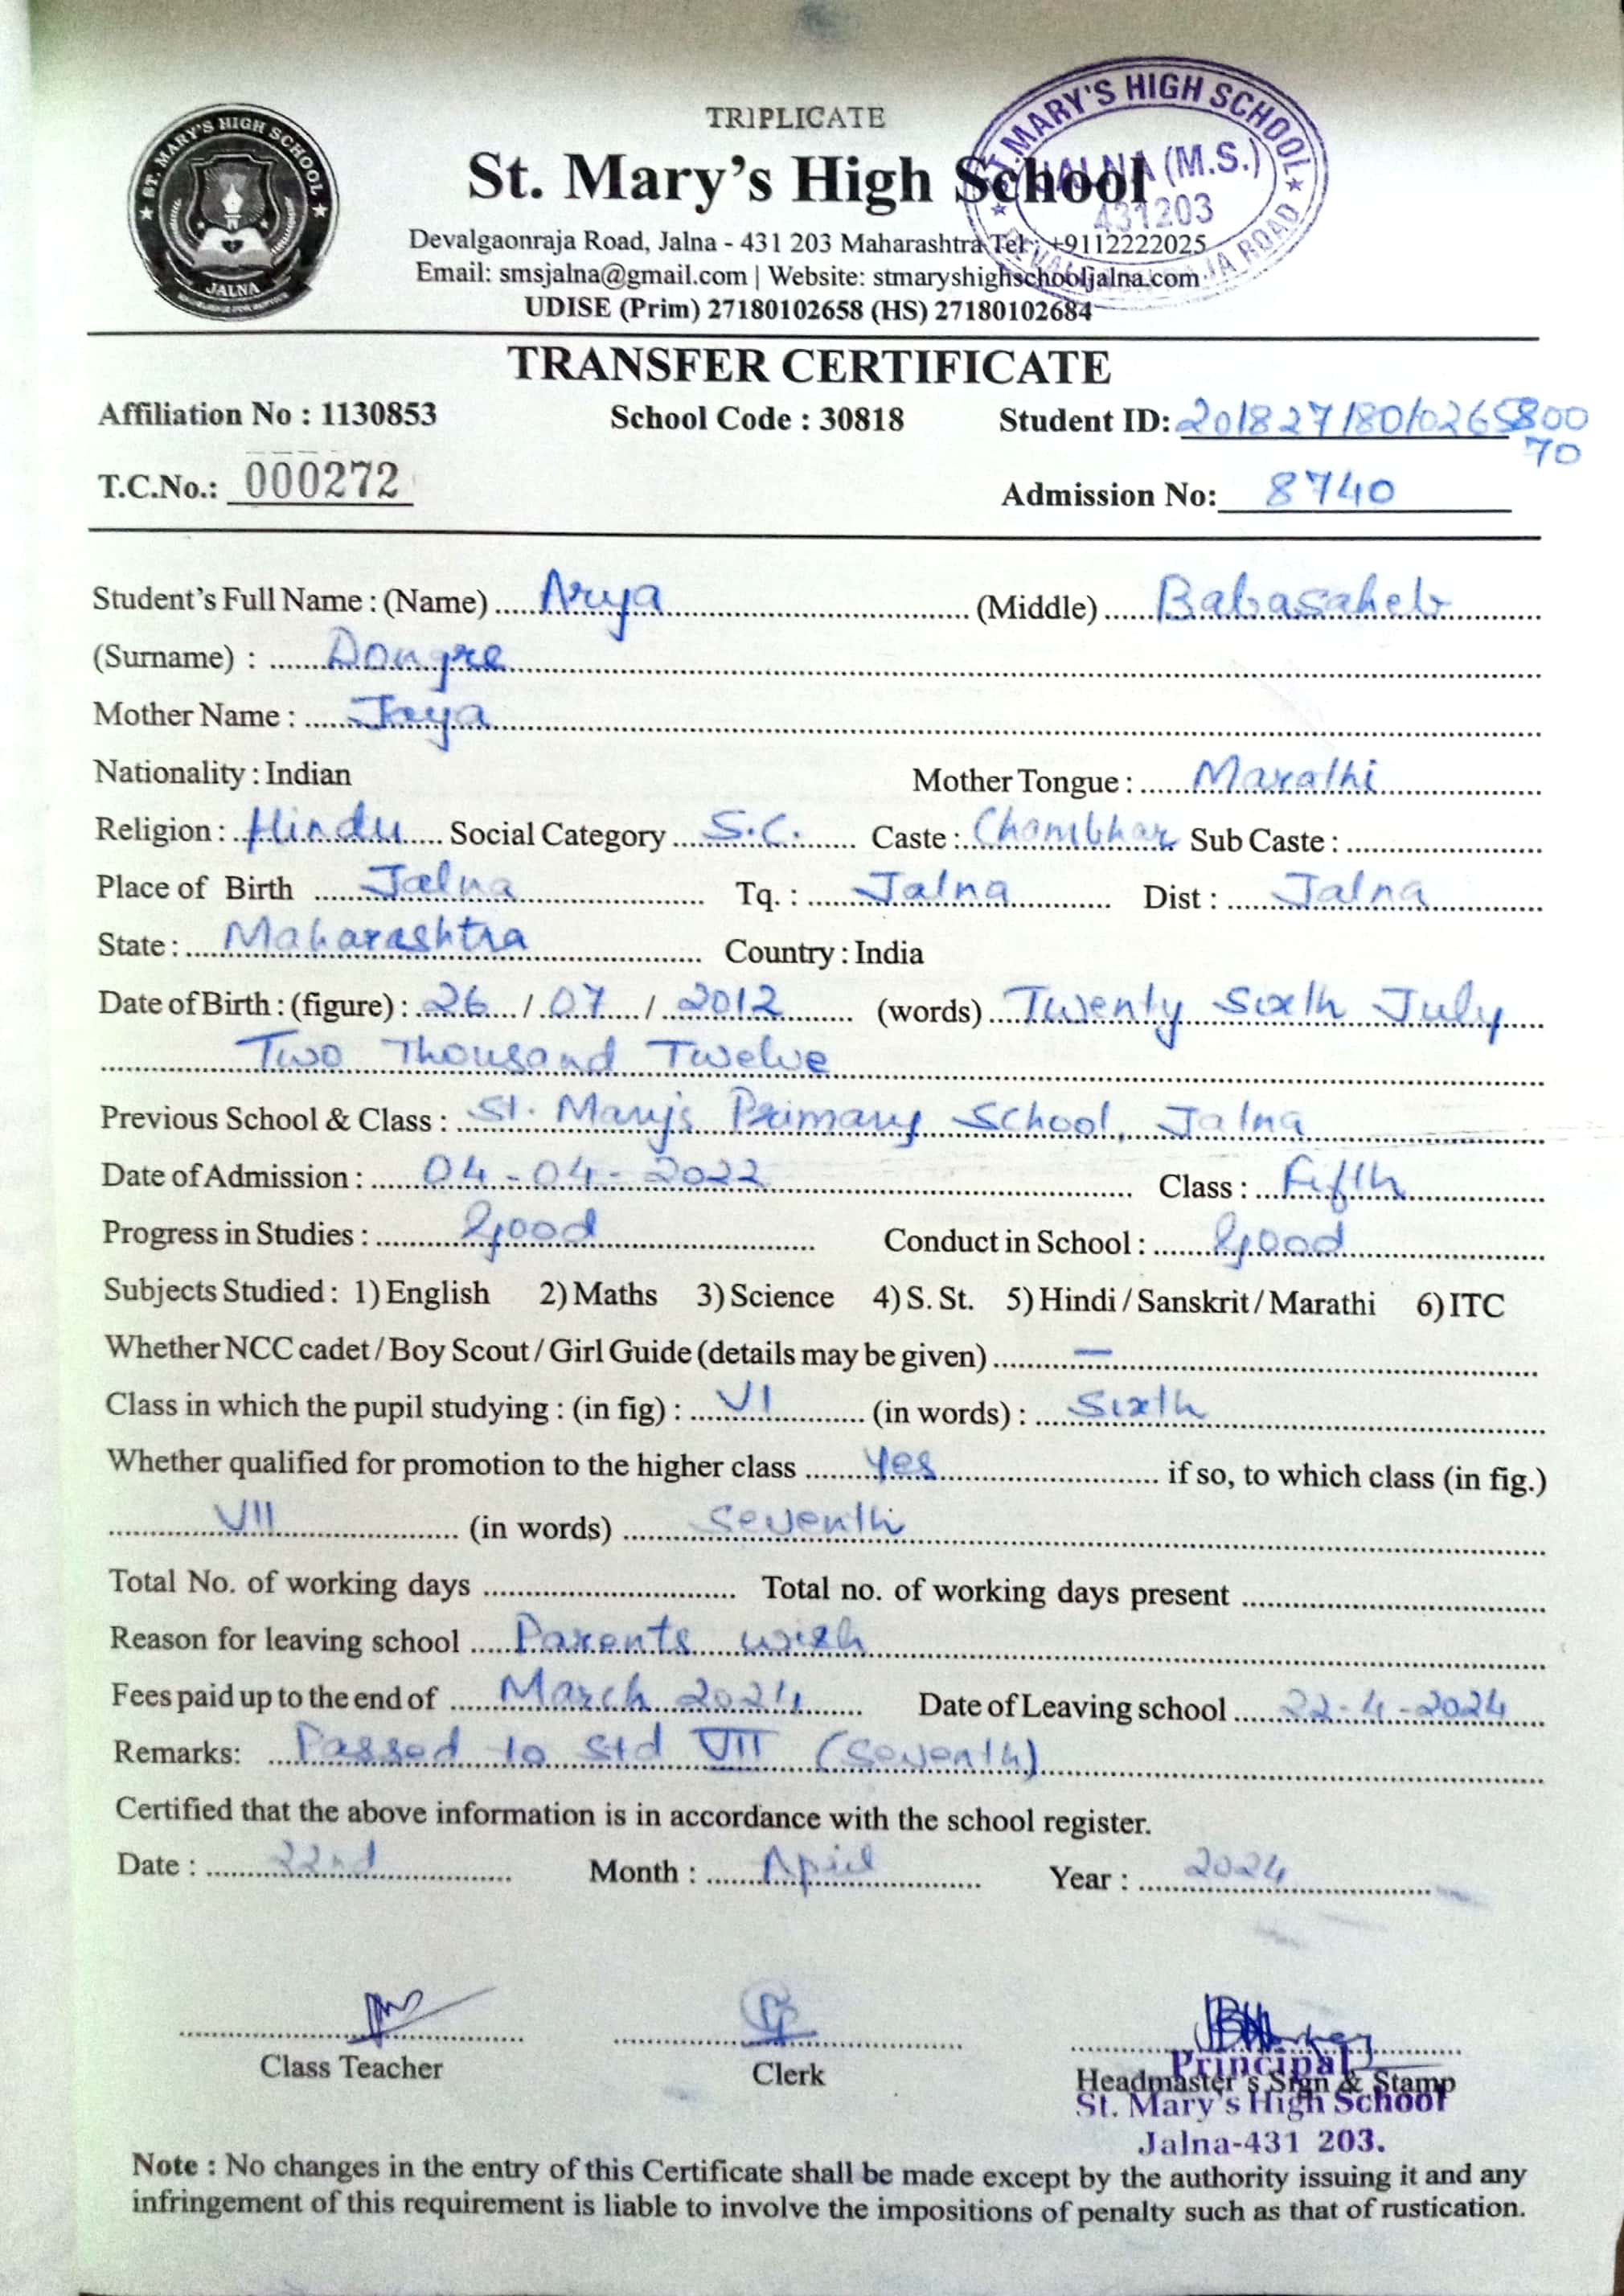 TRIPLICATE
St. Mary's High School
Devalgaonraja Road, Jalna - 431 203 Maharashtra Tel : +9112222025
Email: smsjalna@gmail.com | Website: stmaryshighschooljalna.com
UDISE (Prim) 27180102658 (HS) 27180102684
ST. MARY'S HIGH SCHOOL
JALNA
ST. MARY'S HIGH SCHOOL
JALNA (M.S.)
431203
TRANSFER CERTIFICATE
Affiliation No : 1130853 School Code : 30818 Student ID: 20182718010265800
70
T.C.No.: 000272 Admission No: 8740
Student's Full Name : (Name) Arya (Middle) Babasaheb
(Surname) : Dongre
Mother Name : Jaya
Nationality : Indian Mother Tongue : Marathi
Religion : Hindu Social Category S.C. Caste : Chambhar Sub Caste :
Place of Birth Jalna Tq. : Jalna Dist : Jalna
State : Maharashtra Country : India
Date of Birth : (figure) : 26 / 07 / 2012 (words) Twenty Sixth July
Two Thousand Twelve
Previous School & Class : St. Mary's Primary School, Jalna
Date of Admission : 04-04-2022 Class : Fifth
Progress in Studies : Good Conduct in School : Good
Subjects Studied : 1) English 2) Maths 3) Science 4) S. St. 5) Hindi / Sanskrit / Marathi 6) ITC
Whether NCC cadet / Boy Scout / Girl Guide (details may be given) —
Class in which the pupil studying : (in fig) : VI (in words) : Sixth
Whether qualified for promotion to the higher class Yes if so, to which class (in fig.)
VII (in words) Seventh
Total No. of working days Total no. of working days present
Reason for leaving school Parents wish
Fees paid up to the end of March 2024 Date of Leaving school 22-4-2024
Remarks: Passed to Std VII (Seventh)
Certified that the above information is in accordance with the school register.
Date : 22nd Month : April Year : 2024
Class Teacher Clerk Headmaster's Sign & Stamp
Principal
St. Mary's High School
Jalna-431 203.
Note : No changes in the entry of this Certificate shall be made except by the authority issuing it and any
infringement of this requirement is liable to involve the impositions of penalty such as that of rustication.